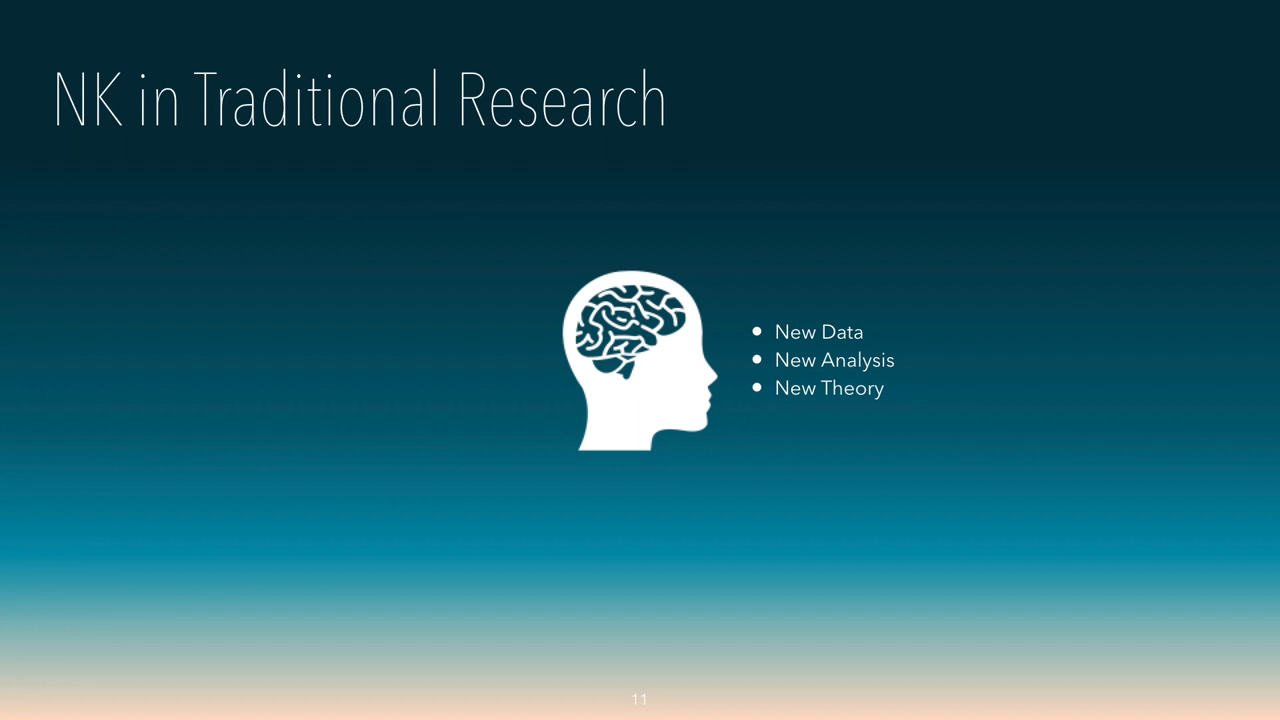 NK in Traditional Research
• New Data
• New Analysis
• New Theory
11